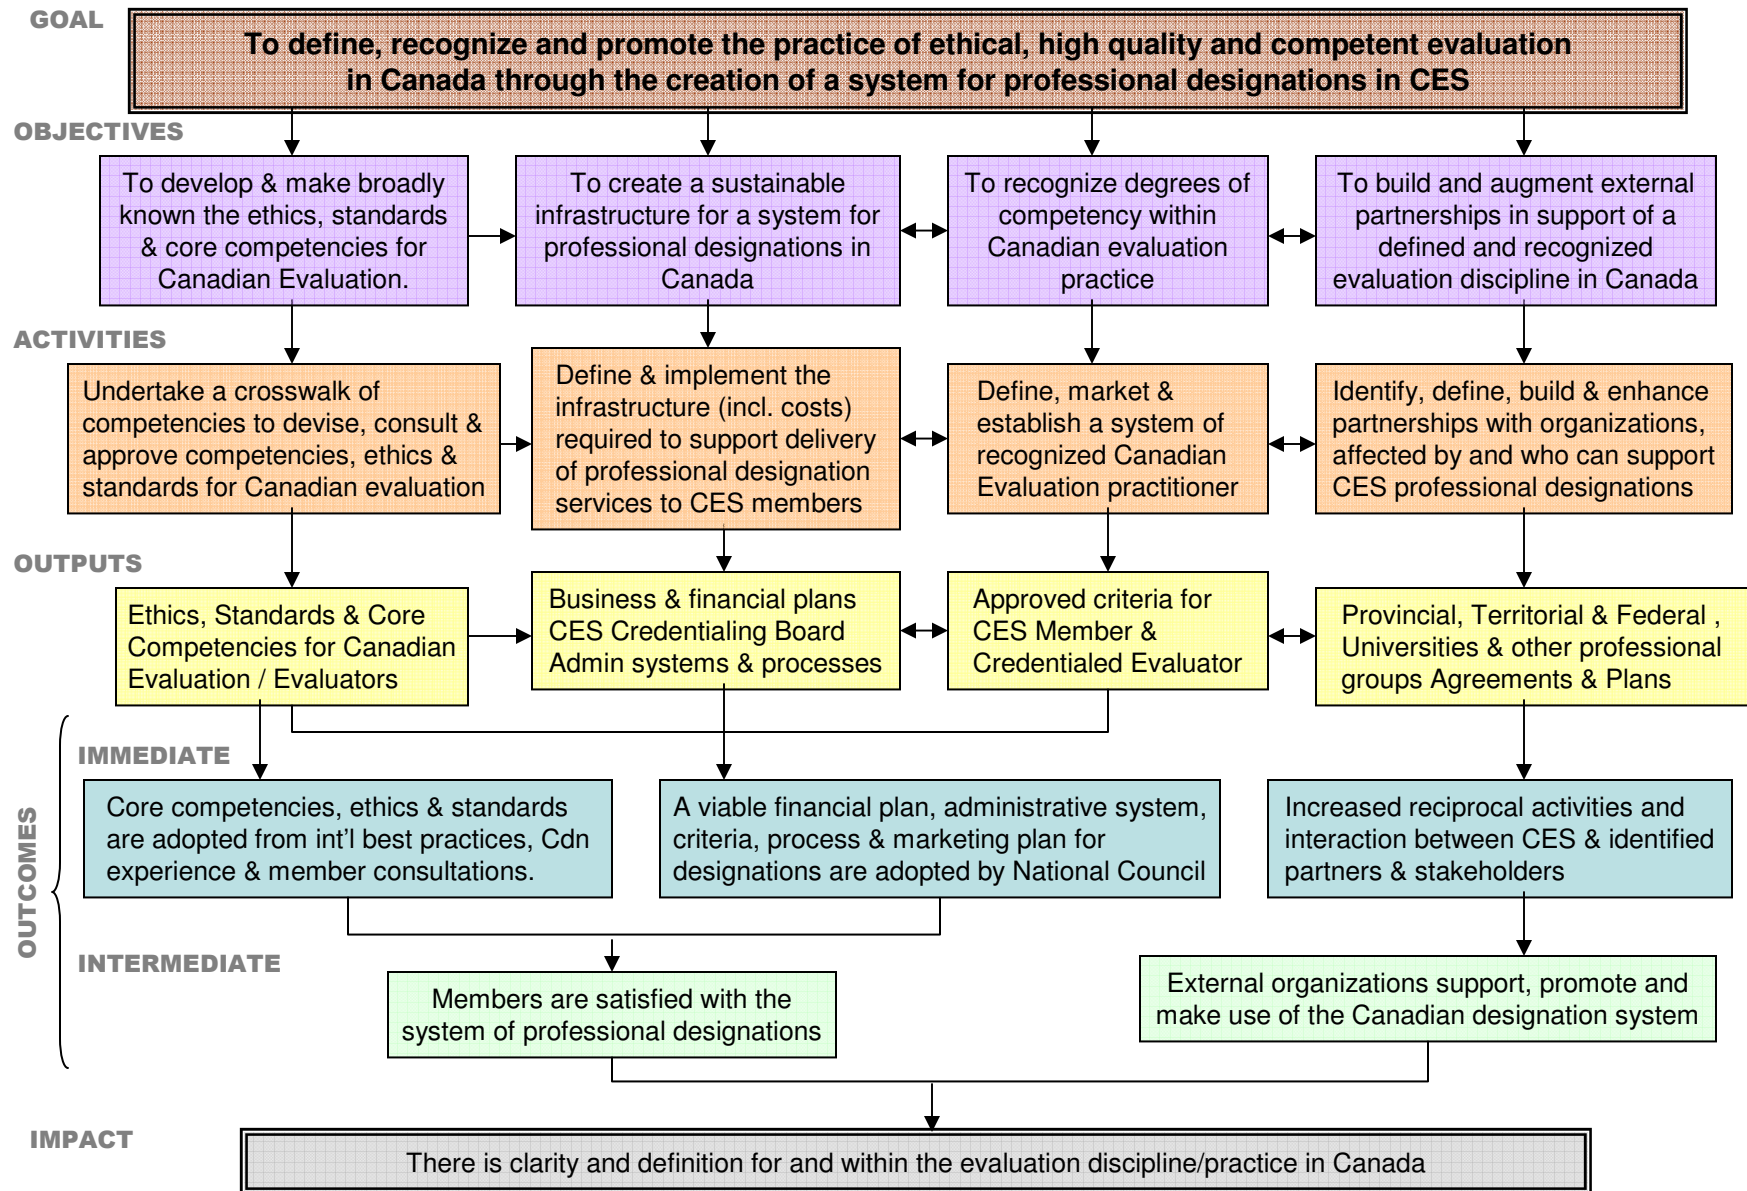 GOAL
To define, recognize and promote the practice of ethical, high quality and competent evaluation
in Canada through the creation of a system for professional designations in CES
OBJECTIVES
To develop & make broadly
known the ethics, standards
& core competencies for
Canadian Evaluation.
To create a sustainable
infrastructure for a system for
professional designations in
Canada
To recognize degrees of
competency within
Canadian evaluation
practice
To build and augment external
partnerships in support of a
defined and recognized
evaluation discipline in Canada
ACTIVITIES
Undertake a crosswalk of
competencies to devise, consult &
approve competencies, ethics &
standards for Canadian evaluation
Define & implement the
infrastructure (incl. costs)
required to support delivery
of professional designation
services to CES members
Define, market &
establish a system of
recognized Canadian
Evaluation practitioner
Identify, define, build & enhance
partnerships with organizations,
affected by and who can support
CES professional designations
OUTPUTS
Ethics, Standards & Core
Competencies for Canadian
Evaluation / Evaluators
Business & financial plans
CES Credentialing Board
Admin systems & processes
Approved criteria for
CES Member &
Credentialed Evaluator
Provincial, Territorial & Federal ,
Universities & other professional
groups Agreements & Plans
OUTCOMES
IMMEDIATE
Core competencies, ethics & standards
are adopted from int'l best practices, Cdn
experience & member consultations.
A viable financial plan, administrative system,
criteria, process & marketing plan for
designations are adopted by National Council
Increased reciprocal activities and
interaction between CES & identified
partners & stakeholders
INTERMEDIATE
Members are satisfied with the
system of professional designations
External organizations support, promote and
make use of the Canadian designation system
IMPACT
There is clarity and definition for and within the evaluation discipline/practice in Canada